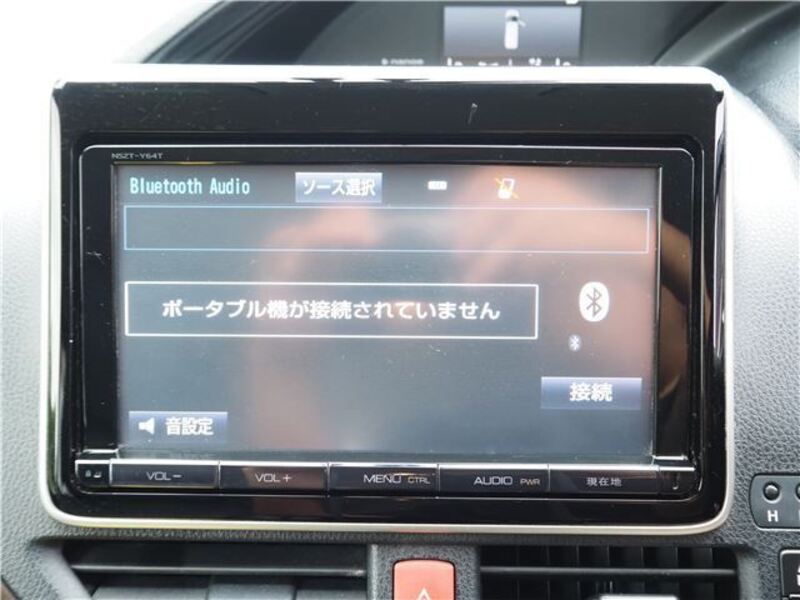 NSZT-Y64T
Bluetooth Audio
ソース選択
ポータブル機が接続されていません
接続
音設定
VOL－
VOL＋
MENU CTRL
AUDIO PWR
現在地
H